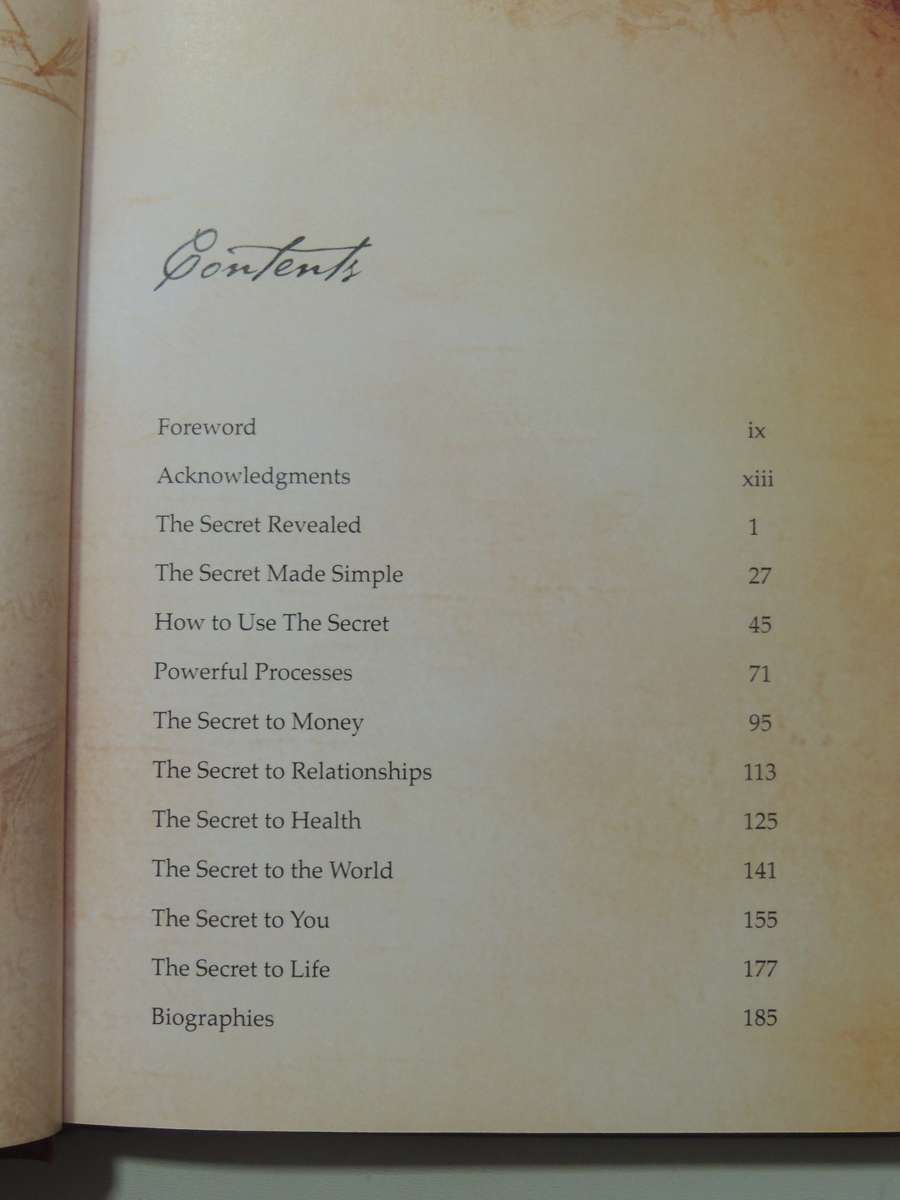 Contents
Foreword ix
Acknowledgments xiii
The Secret Revealed 1
The Secret Made Simple 27
How to Use The Secret 45
Powerful Processes 71
The Secret to Money 95
The Secret to Relationships 113
The Secret to Health 125
The Secret to the World 141
The Secret to You 155
The Secret to Life 177
Biographies 185